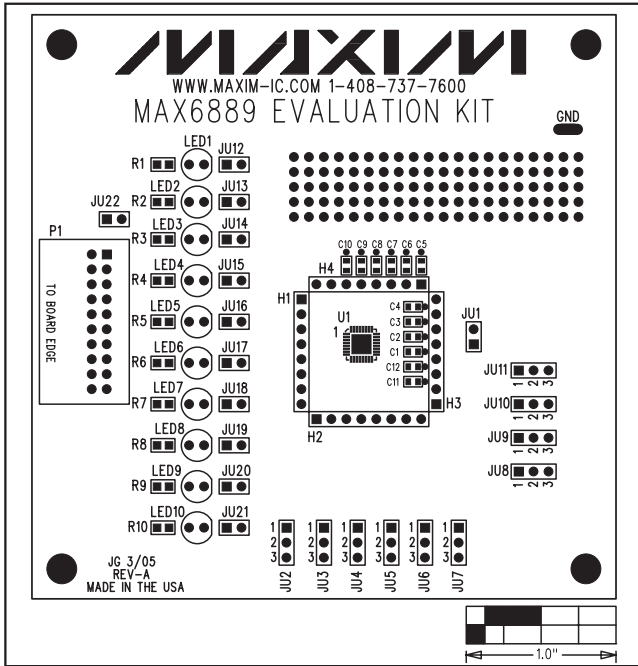 MAXIM
WWW.MAXIM-IC.COM 1-408-737-7600
MAX6889 EVALUATION KIT
GND
LED1
R1
JU12
LED2
R2
JU13
JU22
LED3
R3
JU14
P1
TO BOARD EDGE
LED4
R4
JU15
LED5
R5
JU16
LED6
R6
JU17
LED7
R7
JU18
LED8
R8
JU19
LED9
R9
JU20
LED10
R10
JU21
C10 C9 C8 C7 C6 C5
H4
H1
U1
1
C4
C3
C2
C1
C12
C11
H3
H2
JU1
JU11
1 2 3
JU10
1 2 3
JU9
1 2 3
JU8
1 2 3
1 1 1 1 1 1
2 2 2 2 2 2
3 3 3 3 3 3
JU2 JU3 JU4 JU5 JU6 JU7
JG 3/05
REV-A
MADE IN THE USA
1.0"